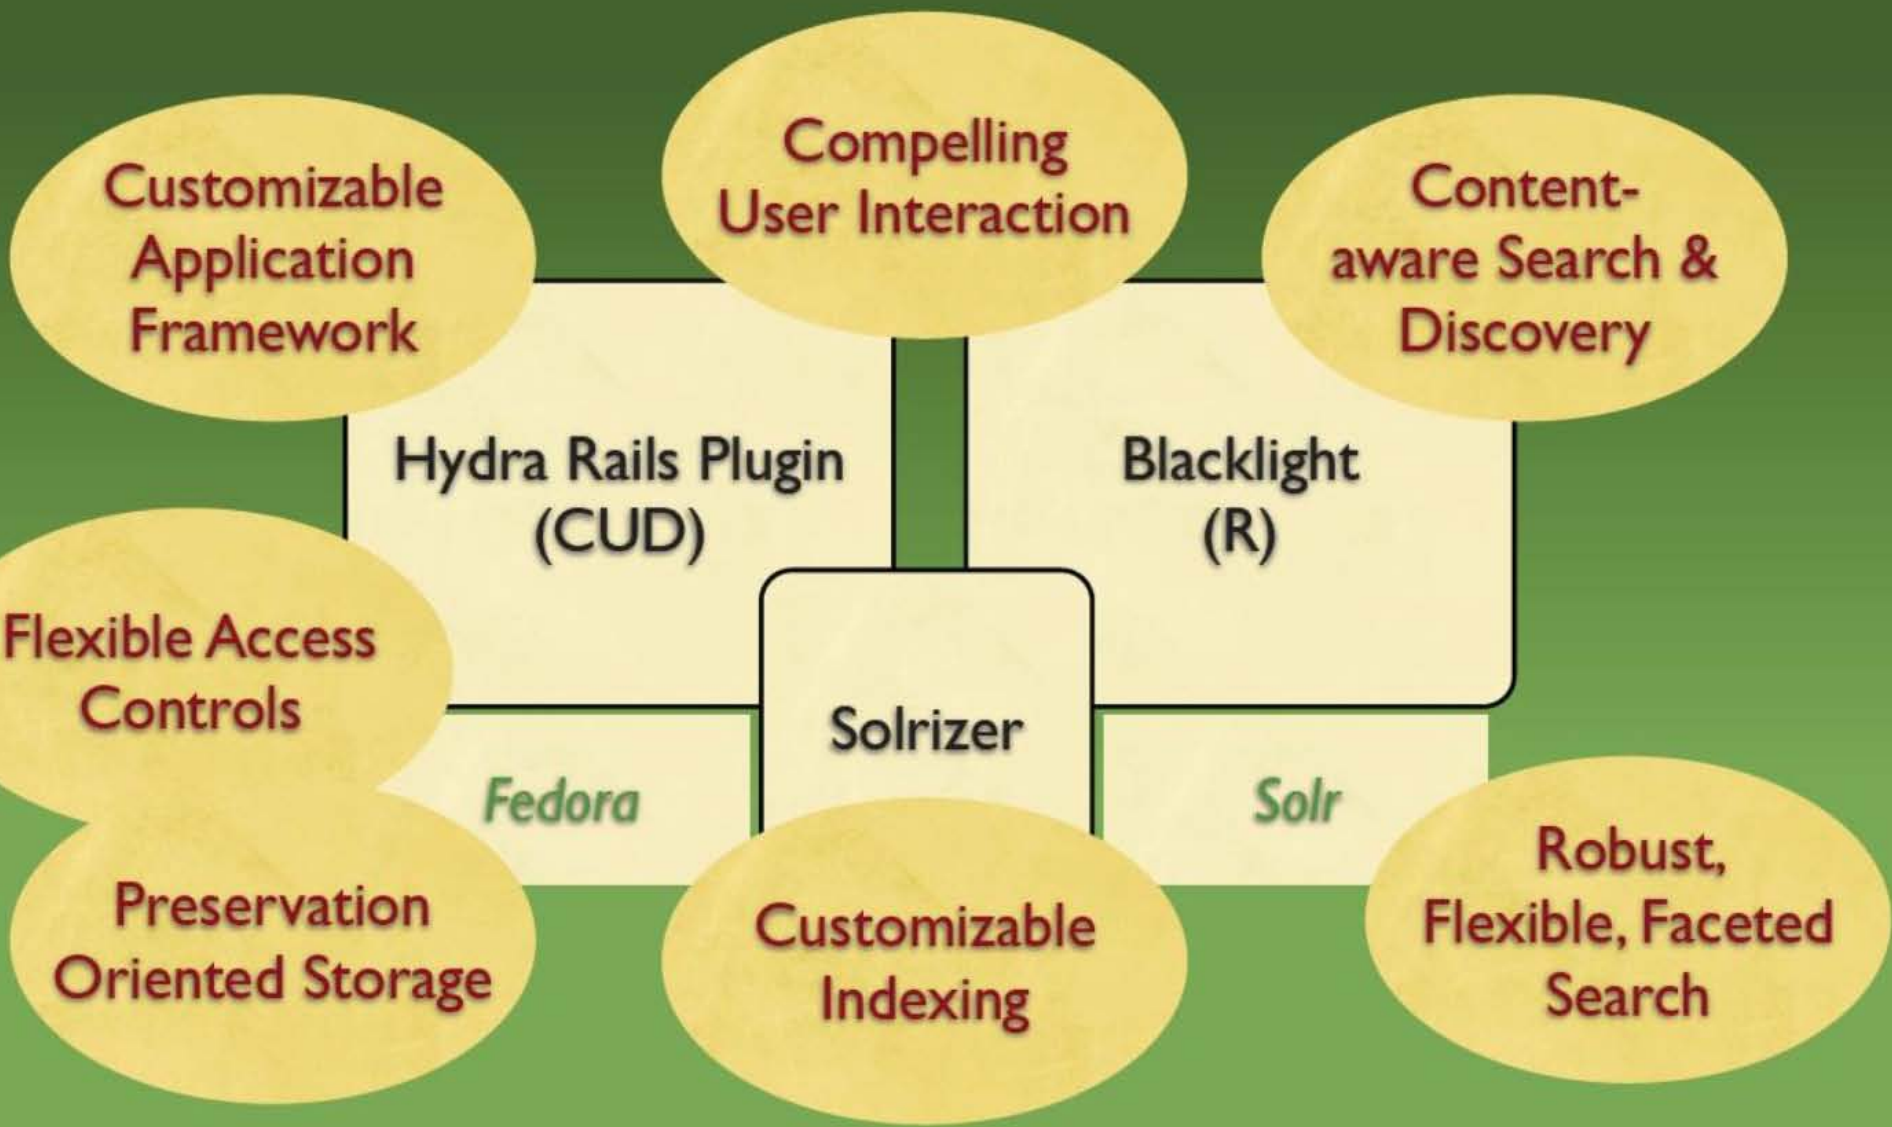 Customizable
Application
Framework
Compelling
User Interaction
Content-
aware Search &
Discovery
Hydra Rails Plugin
(CUD)
Blacklight
(R)
Flexible Access
Controls
Solrizer
Fedora
Solr
Preservation
Oriented Storage
Customizable
Indexing
Robust,
Flexible, Faceted
Search